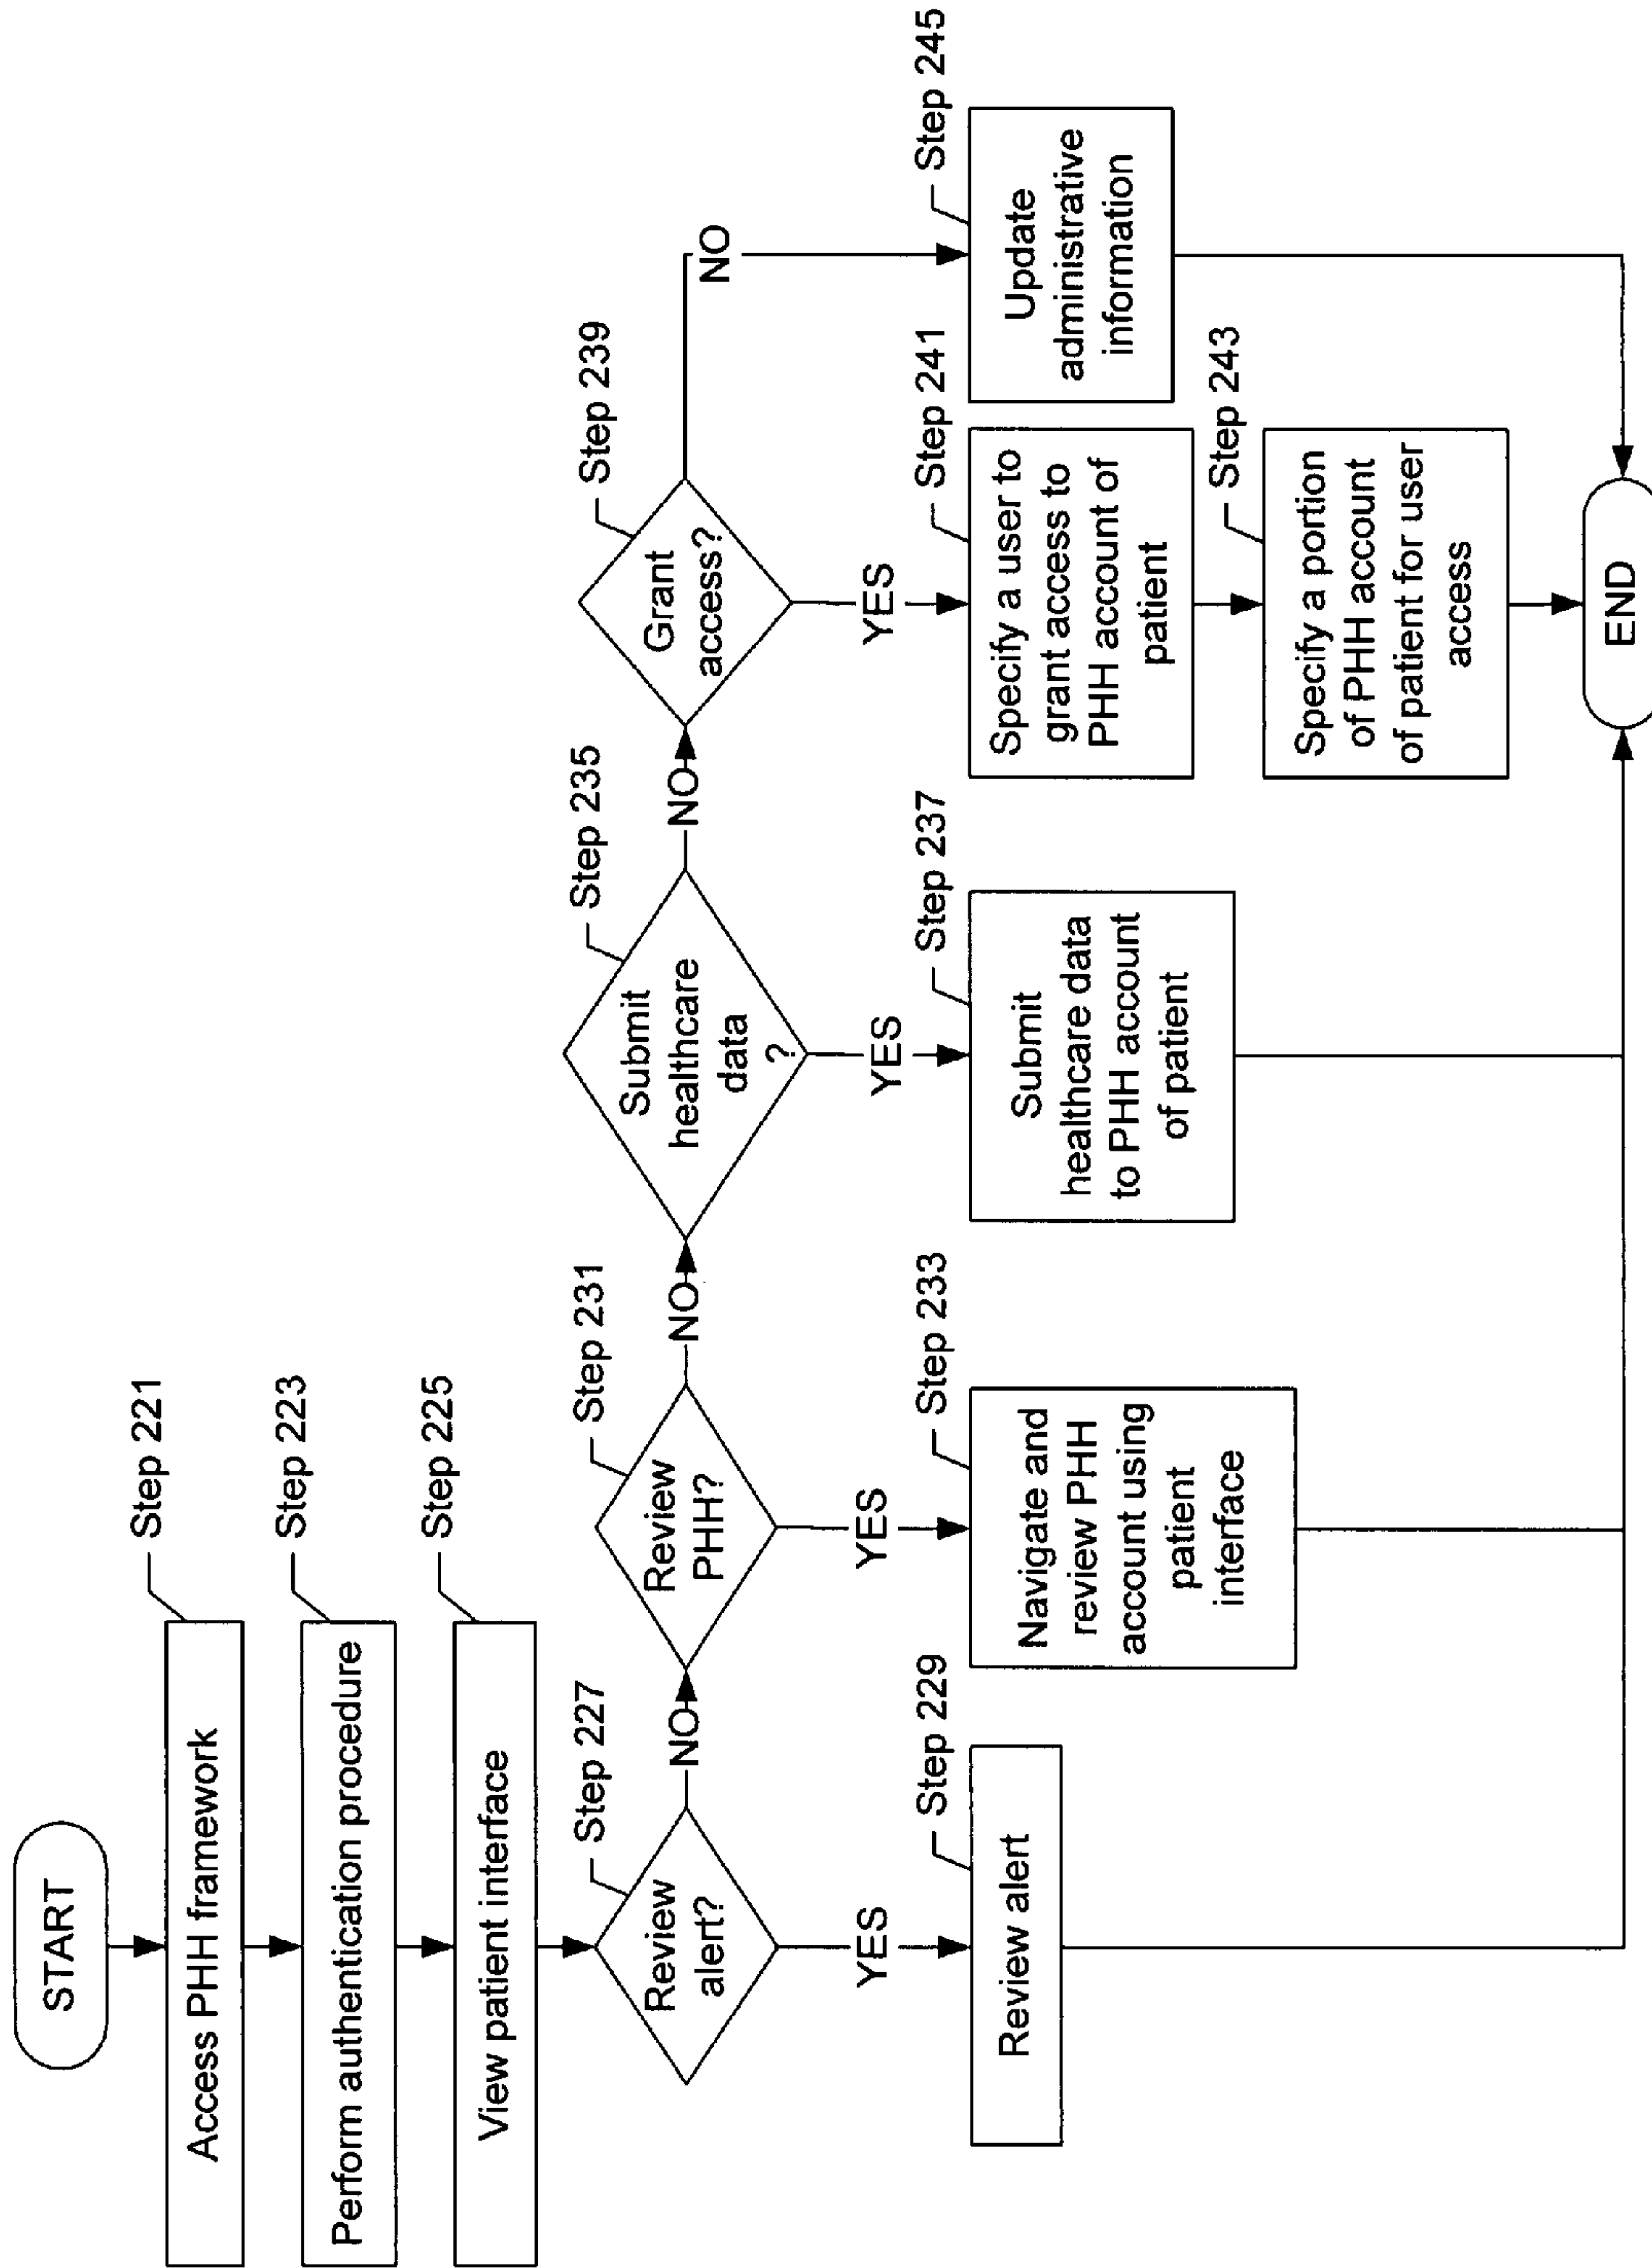 START
Access PHH framework
Step 221
Perform authentication procedure
Step 223
View patient interface
Step 225
Review
alert?
Step 227
NO
YES
Review alert
Step 229
Review
PHH?
Step 231
NO
YES
Navigate and
review PHH
account using
patient
interface
Step 233
Submit
healthcare
data
?
Step 235
NO
YES
Submit
healthcare data
to PHH account
of patient
Step 237
Grant
access?
Step 239
NO
YES
Specify a user to
grant access to
PHH account of
patient
Step 241
Specify a portion
of PHH account
of patient for user
access
Step 243
Update
administrative
information
Step 245
END